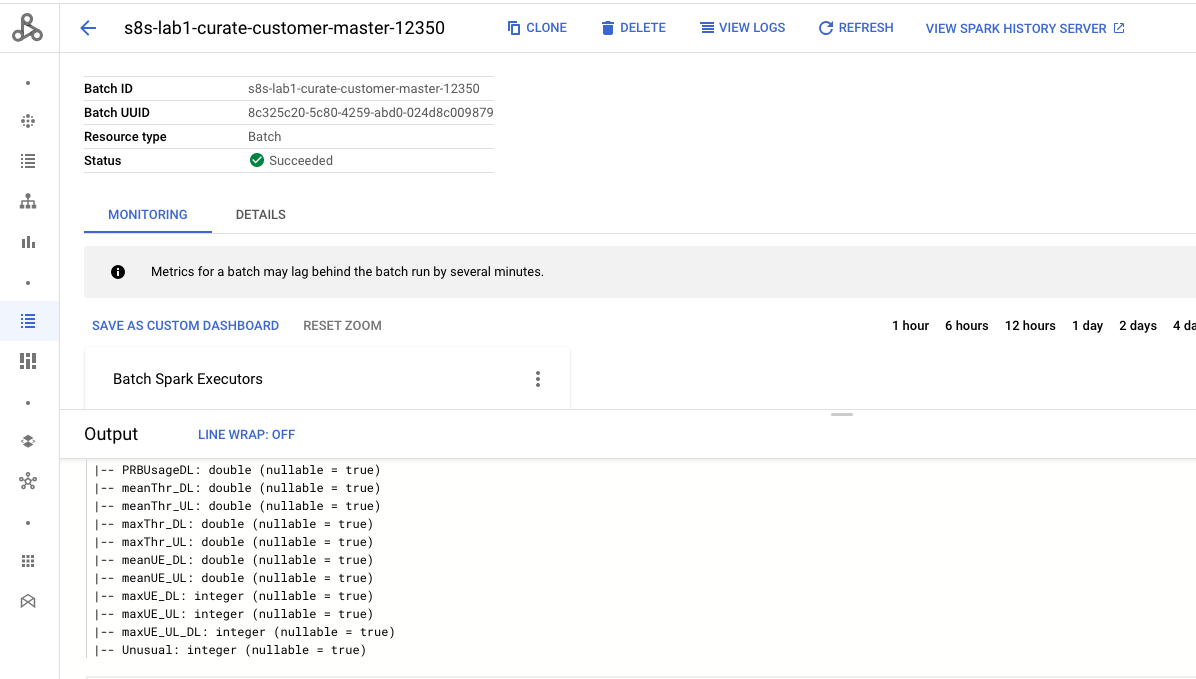 s8s-lab1-curate-customer-master-12350 CLONE DELETE VIEW LOGS REFRESH VIEW SPARK HISTORY SERVER
Batch ID s8s-lab1-curate-customer-master-12350
Batch UUID 8c325c20-5c80-4259-abd0-024d8c009879
Resource type Batch
Status Succeeded
MONITORING DETAILS
Metrics for a batch may lag behind the batch run by several minutes.
SAVE AS CUSTOM DASHBOARD RESET ZOOM 1 hour 6 hours 12 hours 1 day 2 days 4 da
Batch Spark Executors
Output LINE WRAP: OFF
|-- PRBUsageDL: double (nullable = true)
|-- meanThr_DL: double (nullable = true)
|-- meanThr_UL: double (nullable = true)
|-- maxThr_DL: double (nullable = true)
|-- maxThr_UL: double (nullable = true)
|-- meanUE_DL: double (nullable = true)
|-- meanUE_UL: double (nullable = true)
|-- maxUE_DL: integer (nullable = true)
|-- maxUE_UL: integer (nullable = true)
|-- maxUE_UL_DL: integer (nullable = true)
|-- Unusual: integer (nullable = true)